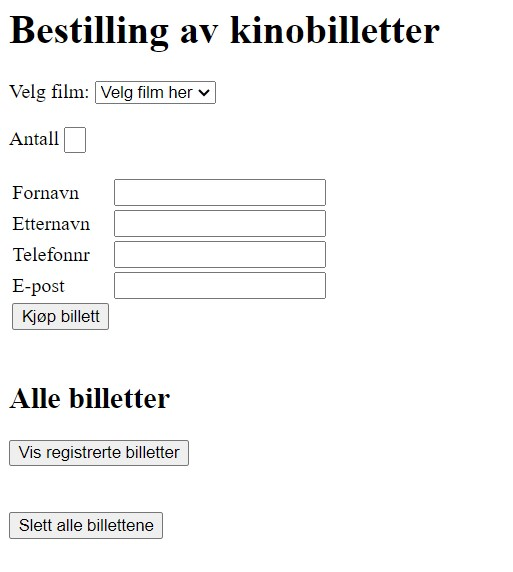 Bestilling av kinobilletter
Velg film: Velg film her
Antall
Fornavn
Etternavn
Telefonnr
E-post
Kjøp billett
Alle billetter
Vis registrerte billetter
Slett alle billettene